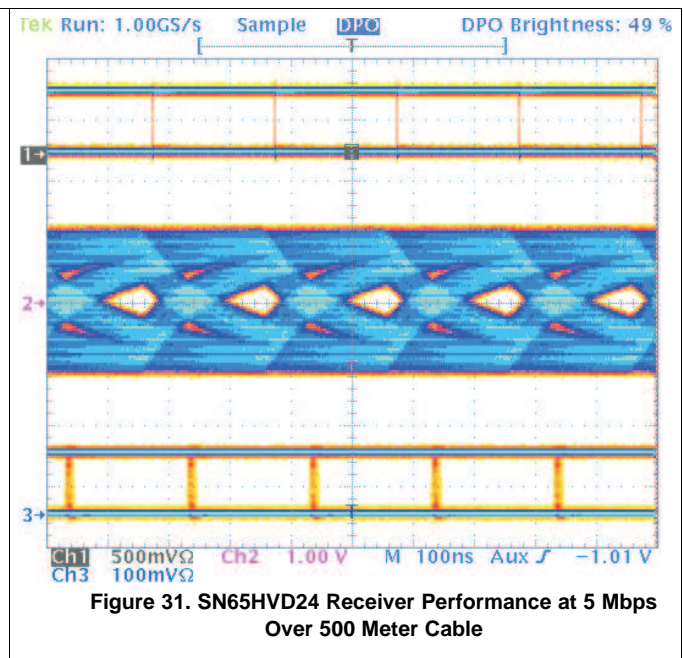 Tek Run: 1.00GS/s Sample DPO DPO Brightness: 49 %
[ T ]
1→
T
2→
3→
Ch1 500mVΩ Ch2 1.00 V M 100ns Aux ʃ −1.01 V
Ch3 100mVΩ
Figure 31. SN65HVD24 Receiver Performance at 5 Mbps
Over 500 Meter Cable